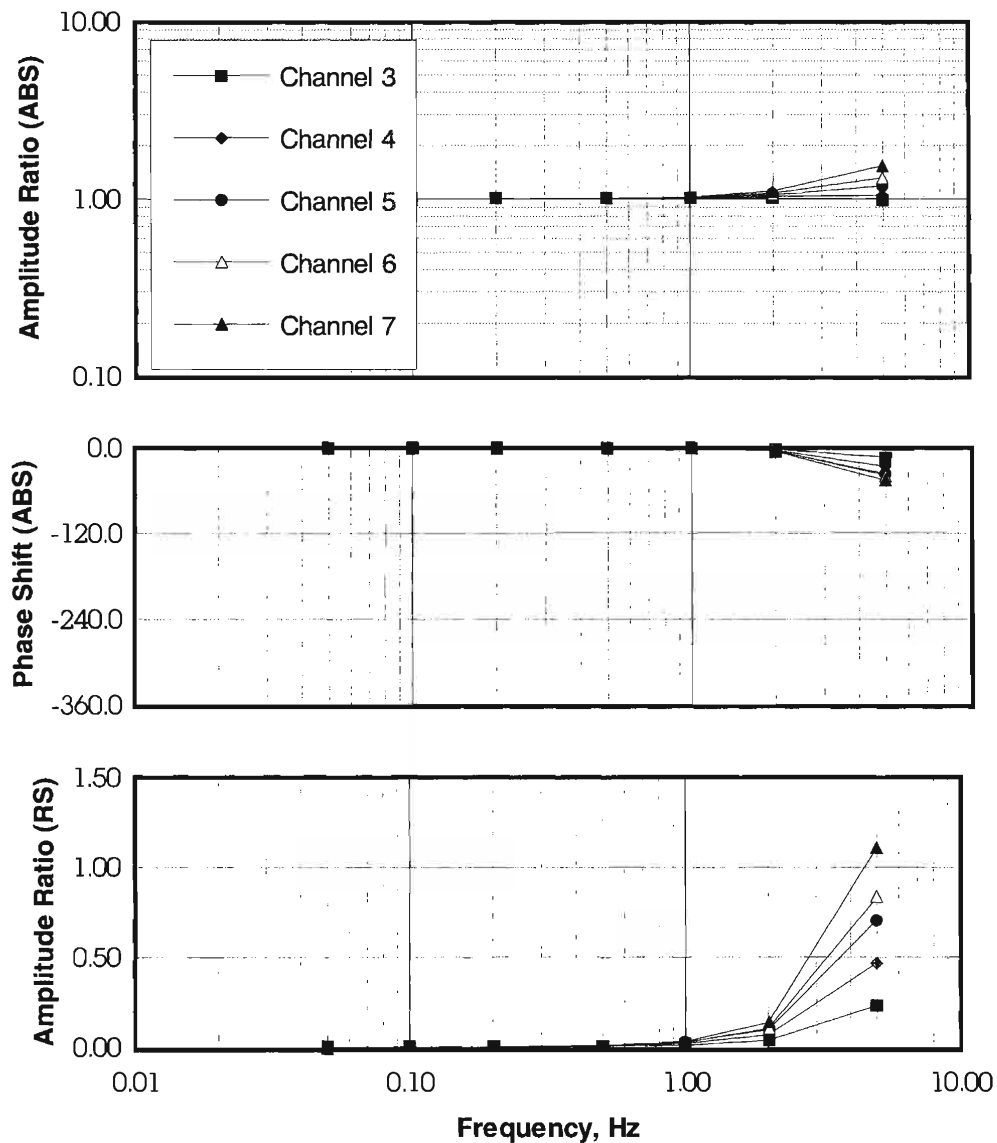 Amplitude Ratio (ABS)
10.00
1.00
0.10
Channel 3
Channel 4
Channel 5
Channel 6
Channel 7
Phase Shift (ABS)
0.0
-120.0
-240.0
-360.0
Amplitude Ratio (RS)
1.50
1.00
0.50
0.00
0.01 0.10 1.00 10.00
Frequency, Hz